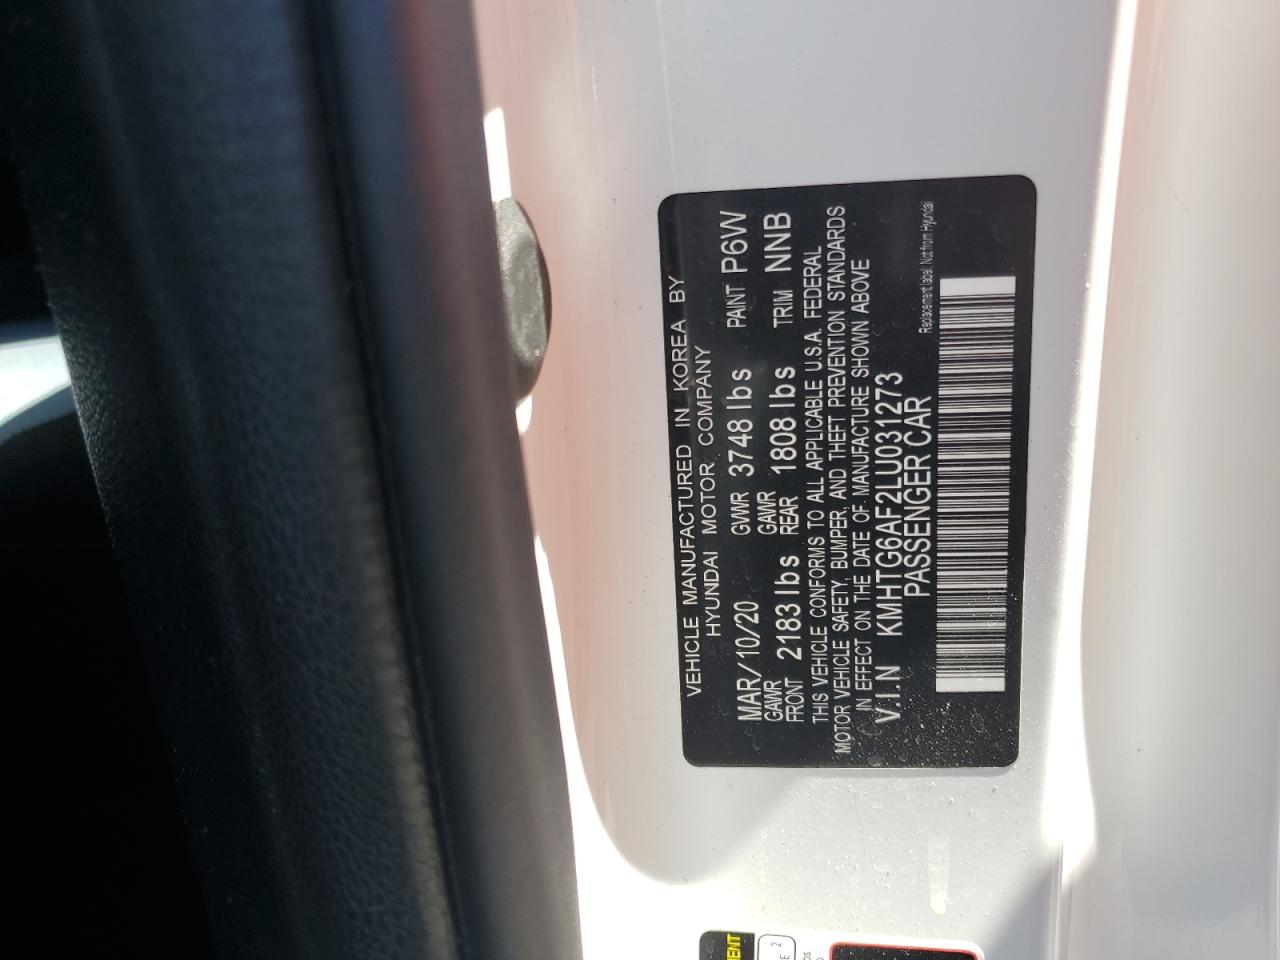 VEHICLE MANUFACTURED IN KOREA BY
HYUNDAI MOTOR COMPANY
MAR/10/20 GVWR 3748 lbs PAINT P6W
GAWR FRONT 2183 lbs GAWR REAR 1808 lbs TRIM NNB
THIS VEHICLE CONFORMS TO ALL APPLICABLE U.S.A. FEDERAL
MOTOR VEHICLE SAFETY, BUMPER, AND THEFT PREVENTION STANDARDS
IN EFFECT ON THE DATE OF MANUFACTURE SHOWN ABOVE
V.I.N KMHTG6AF2LU031273
PASSENGER CAR
Replacement label: Not from Hyundai
MENT
E 2